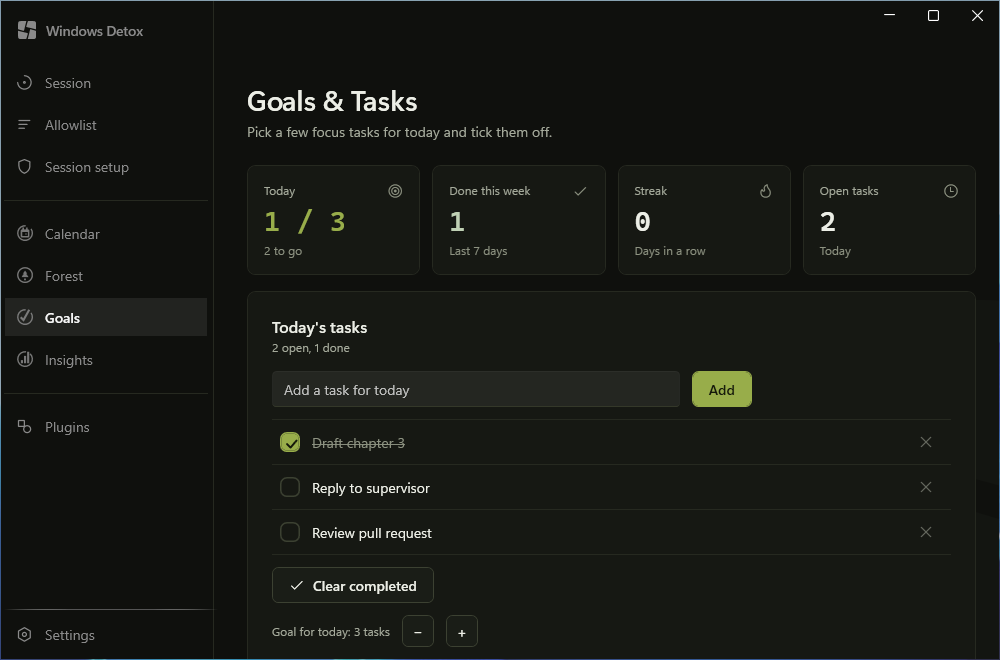 Windows Detox
Session
Allowlist
Session setup
Calendar
Forest
Goals
Insights
Plugins
Settings
Goals & Tasks
Pick a few focus tasks for today and tick them off.
Today
1 / 3
2 to go
Done this week
1
Last 7 days
Streak
0
Days in a row
Open tasks
2
Today
Today's tasks
2 open, 1 done
Add a task for today
Add
Draft chapter 3
Reply to supervisor
Review pull request
Clear completed
Goal for today: 3 tasks
− +